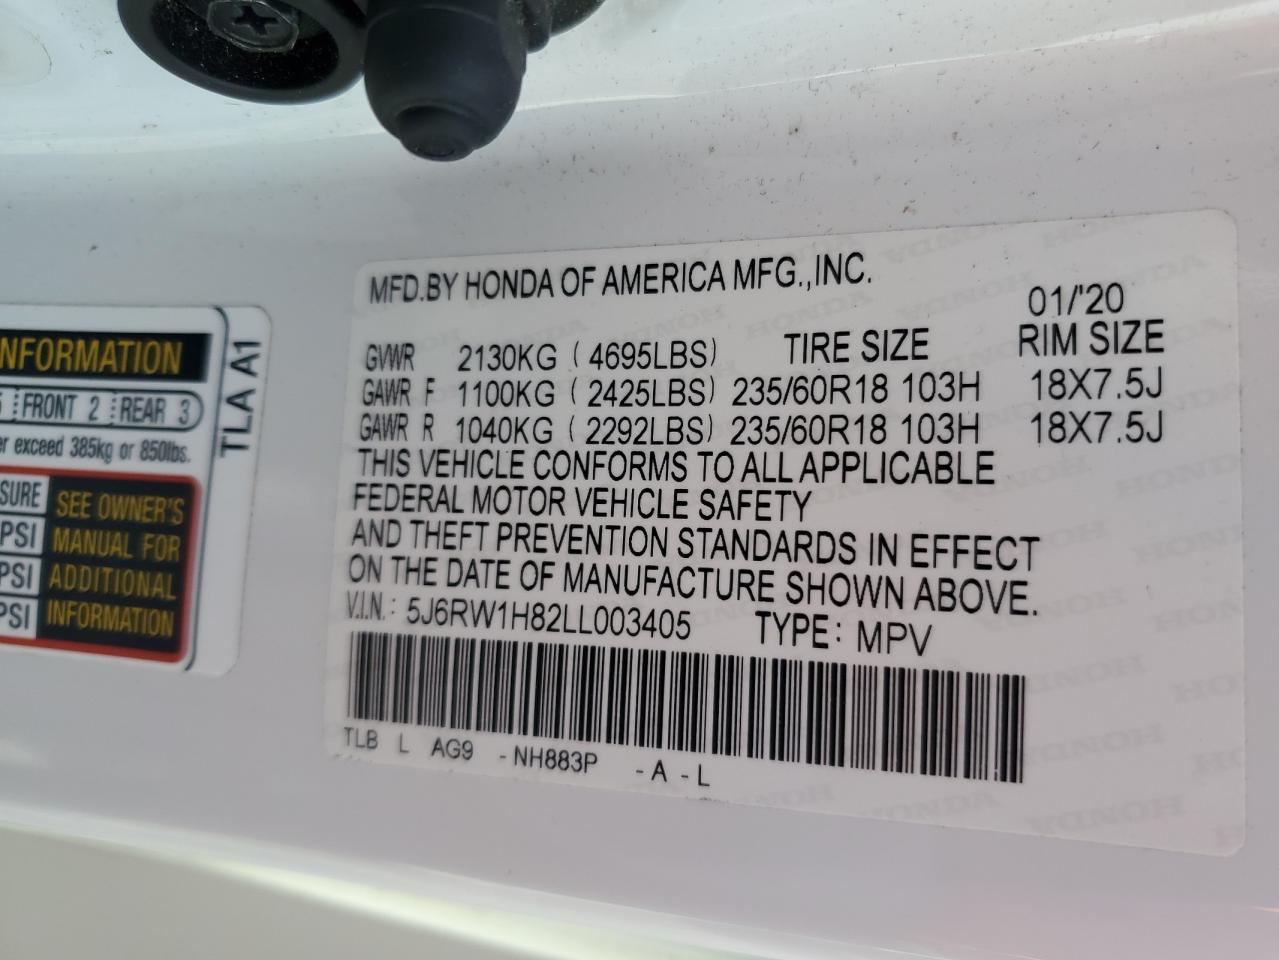 MFD.BY HONDA OF AMERICA MFG.,INC.
01/'20
GVWR 2130KG ( 4695LBS) TIRE SIZE RIM SIZE
GAWR F 1100KG ( 2425LBS) 235/60R18 103H 18X7.5J
GAWR R 1040KG ( 2292LBS) 235/60R18 103H 18X7.5J
THIS VEHICLE CONFORMS TO ALL APPLICABLE
FEDERAL MOTOR VEHICLE SAFETY
AND THEFT PREVENTION STANDARDS IN EFFECT
ON THE DATE OF MANUFACTURE SHOWN ABOVE.
V.I.N.: 5J6RW1H82LL003405 TYPE: MPV
TLB L AG9 -NH883P -A -L
NFORMATION
FRONT 2 REAR 3
er exceed 385kg or 850lbs.
SURE
PSI
PSI
PSI
SEE OWNER'S
MANUAL FOR
ADDITIONAL
INFORMATION
TLA A1